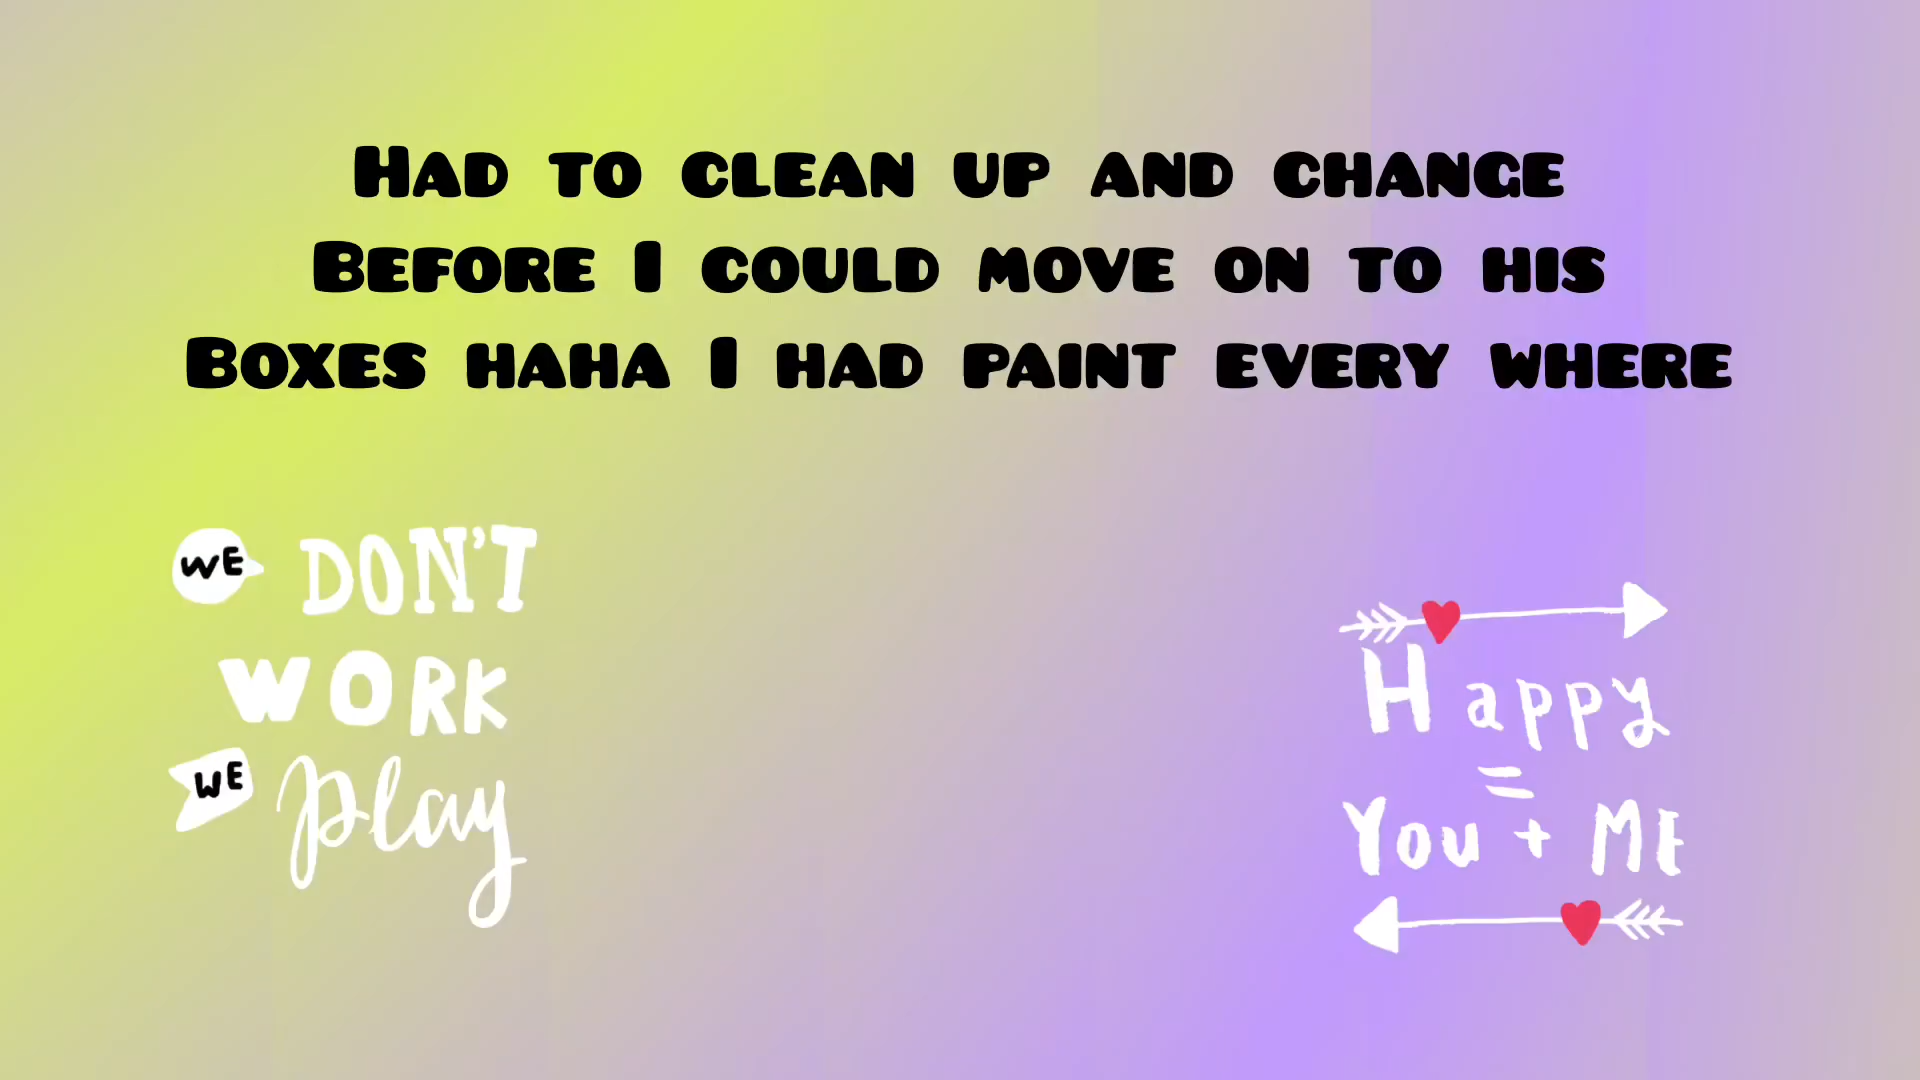 Had to clean up and change
Before I could move on to his
Boxes haha I had paint every where
WE DON'T
WORK
WE play
Happy
=
You + ME